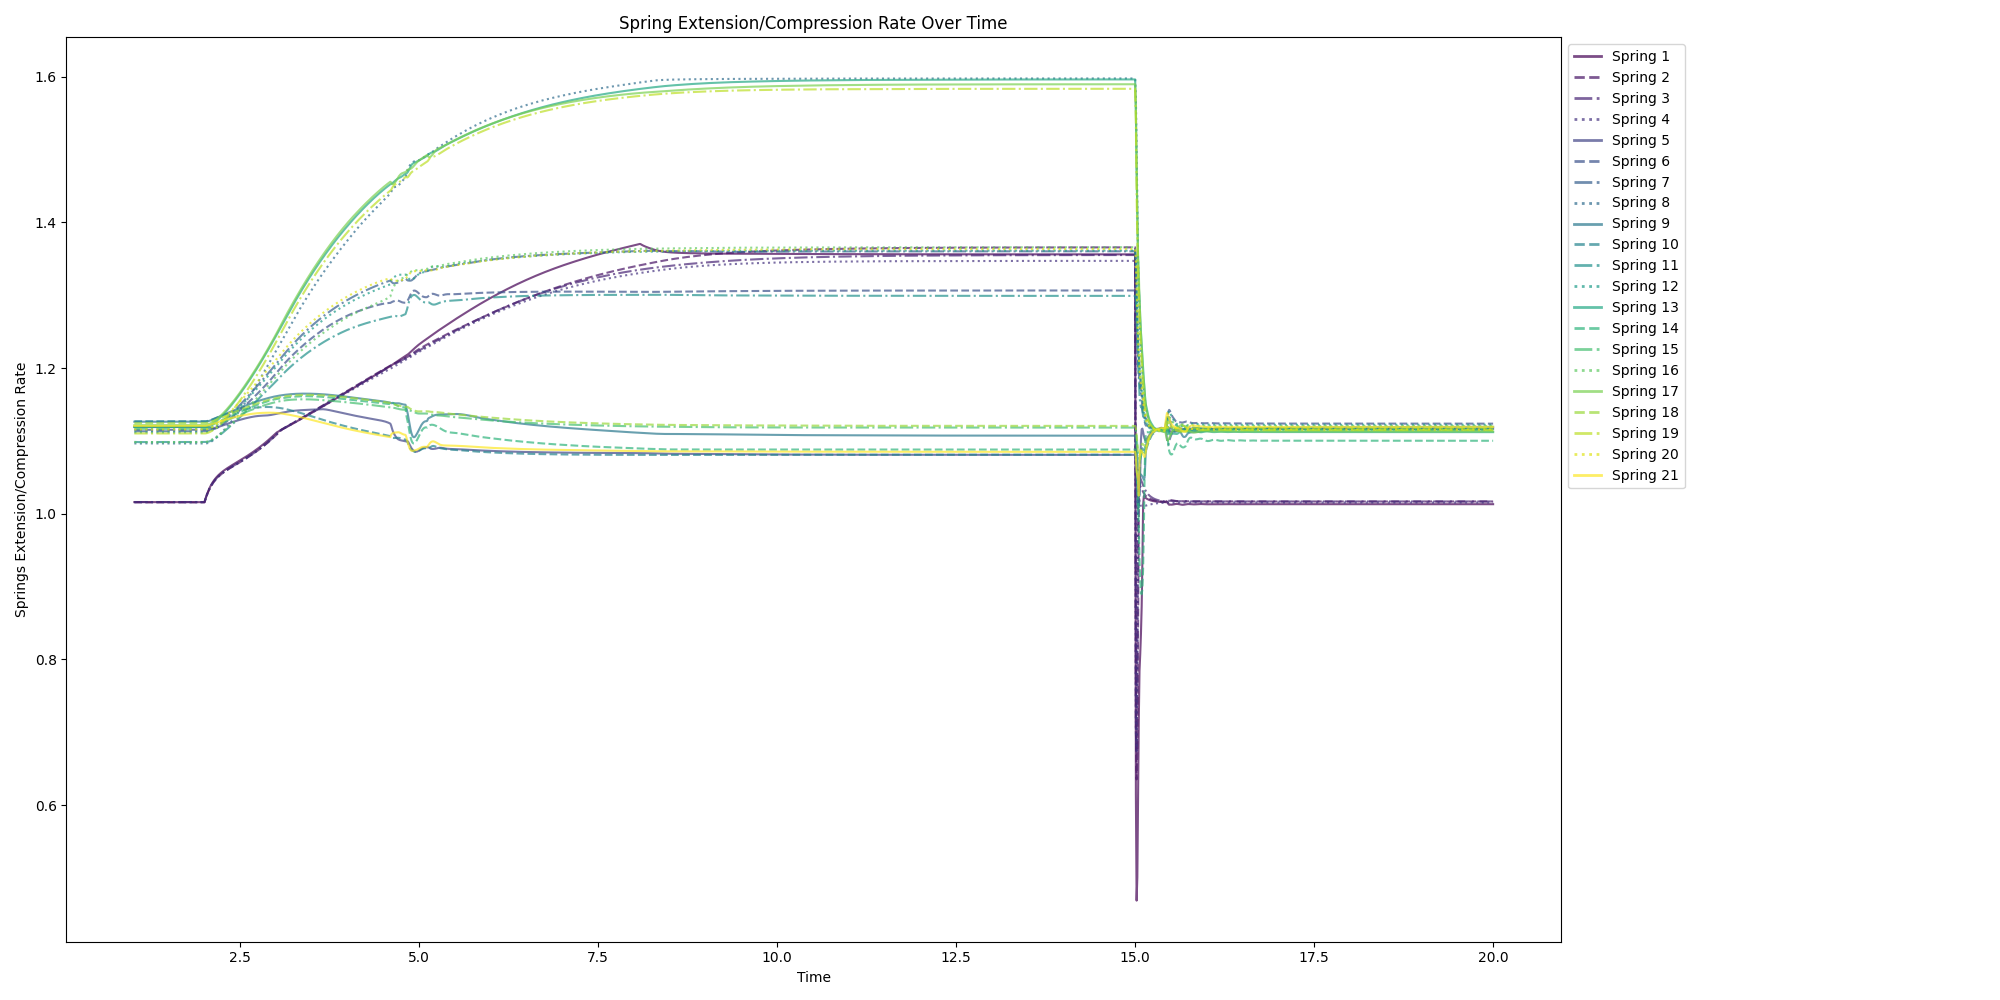 Spring Extension/Compression Rate Over Time
Springs Extension/Compression Rate
1.6
1.4
1.2
1.0
0.8
0.6
2.5
5.0
7.5
10.0
12.5
15.0
17.5
20.0
Time
Spring 1
Spring 2
Spring 3
Spring 4
Spring 5
Spring 6
Spring 7
Spring 8
Spring 9
Spring 10
Spring 11
Spring 12
Spring 13
Spring 14
Spring 15
Spring 16
Spring 17
Spring 18
Spring 19
Spring 20
Spring 21